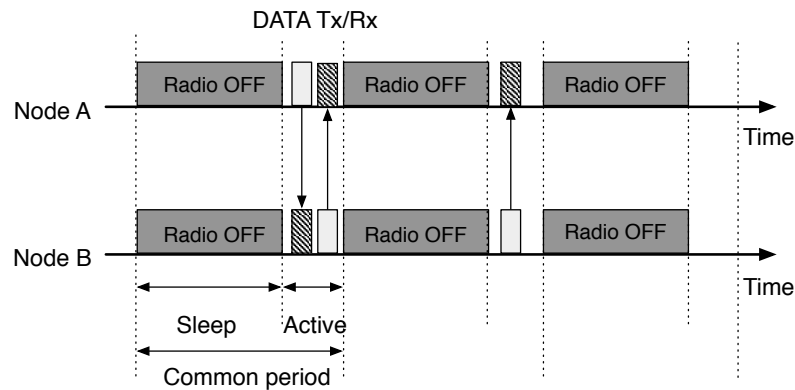 DATA Tx/Rx
Radio OFF Radio OFF Radio OFF
Node A
Time
Radio OFF Radio OFF Radio OFF
Node B
Time
Sleep Active
Common period